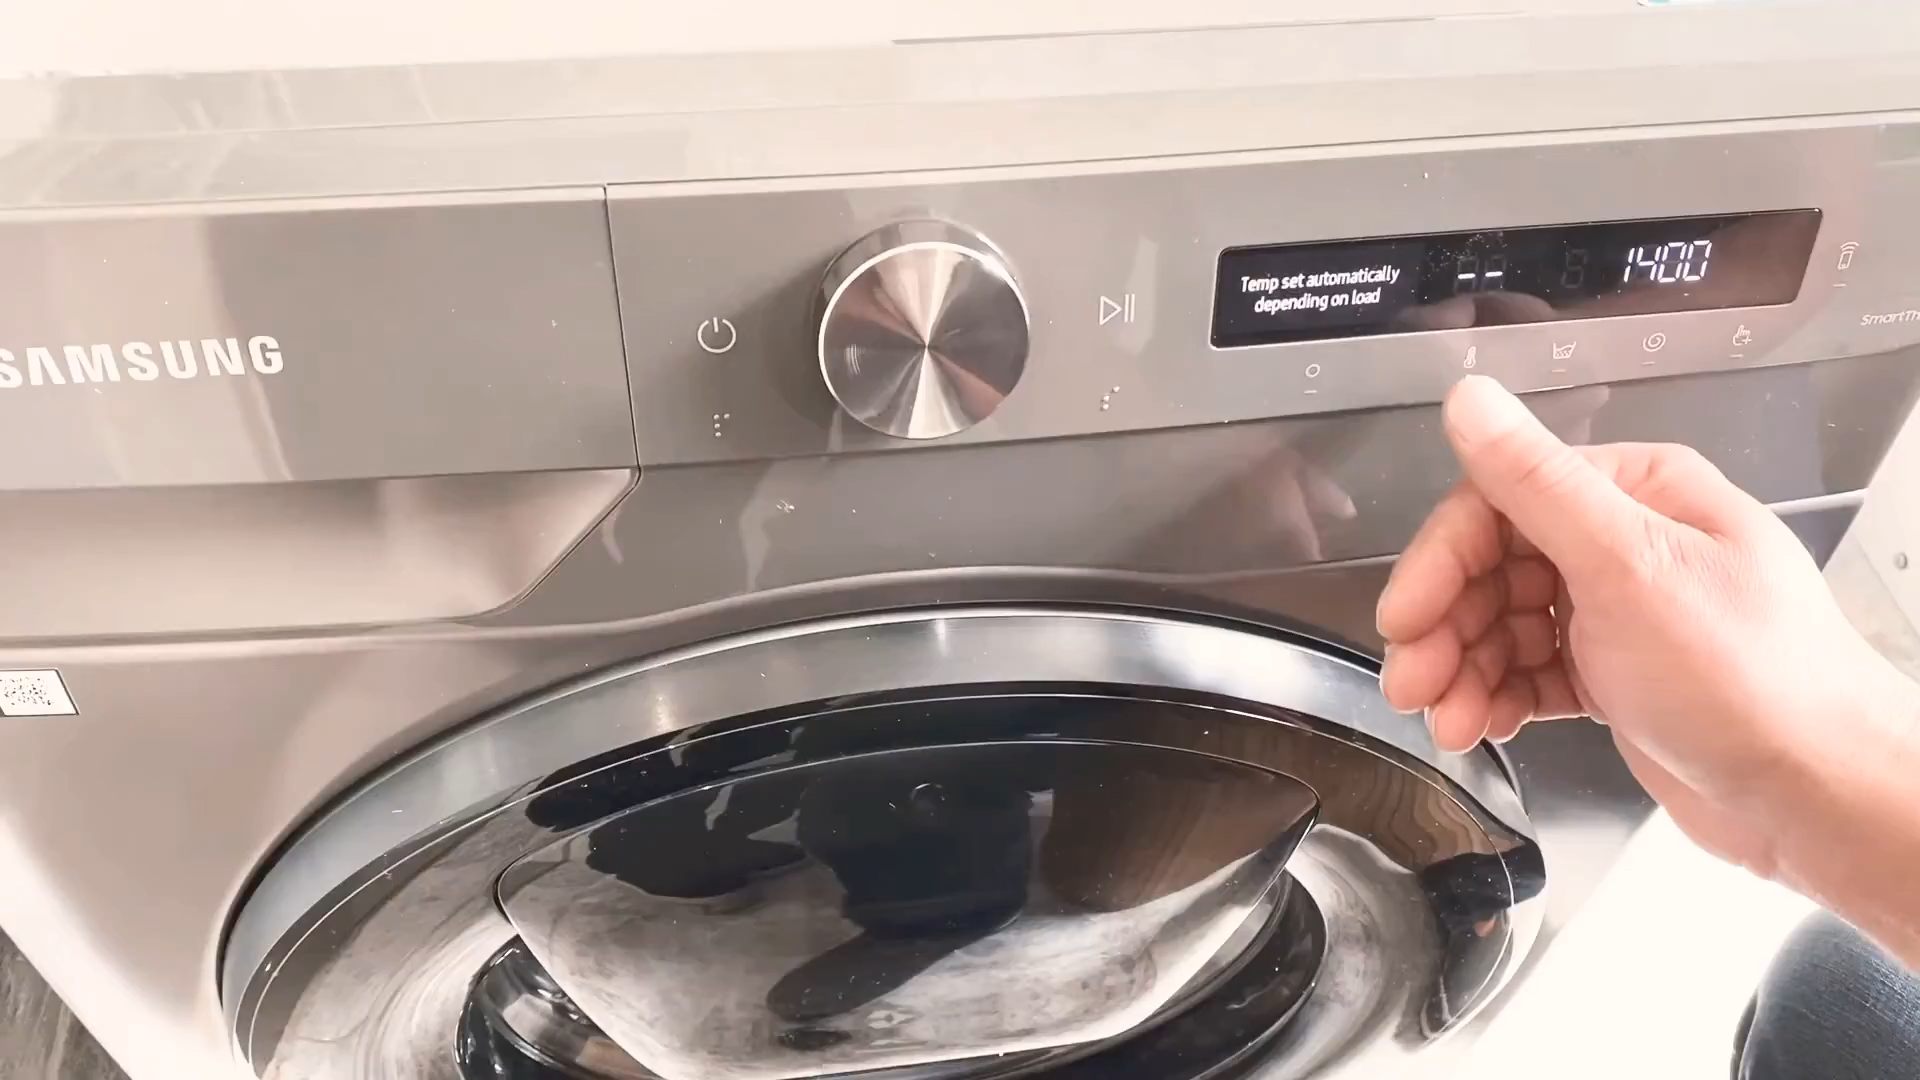 SAMSUNG
Temp set automatically
depending on load
-- 1400
SmartTh